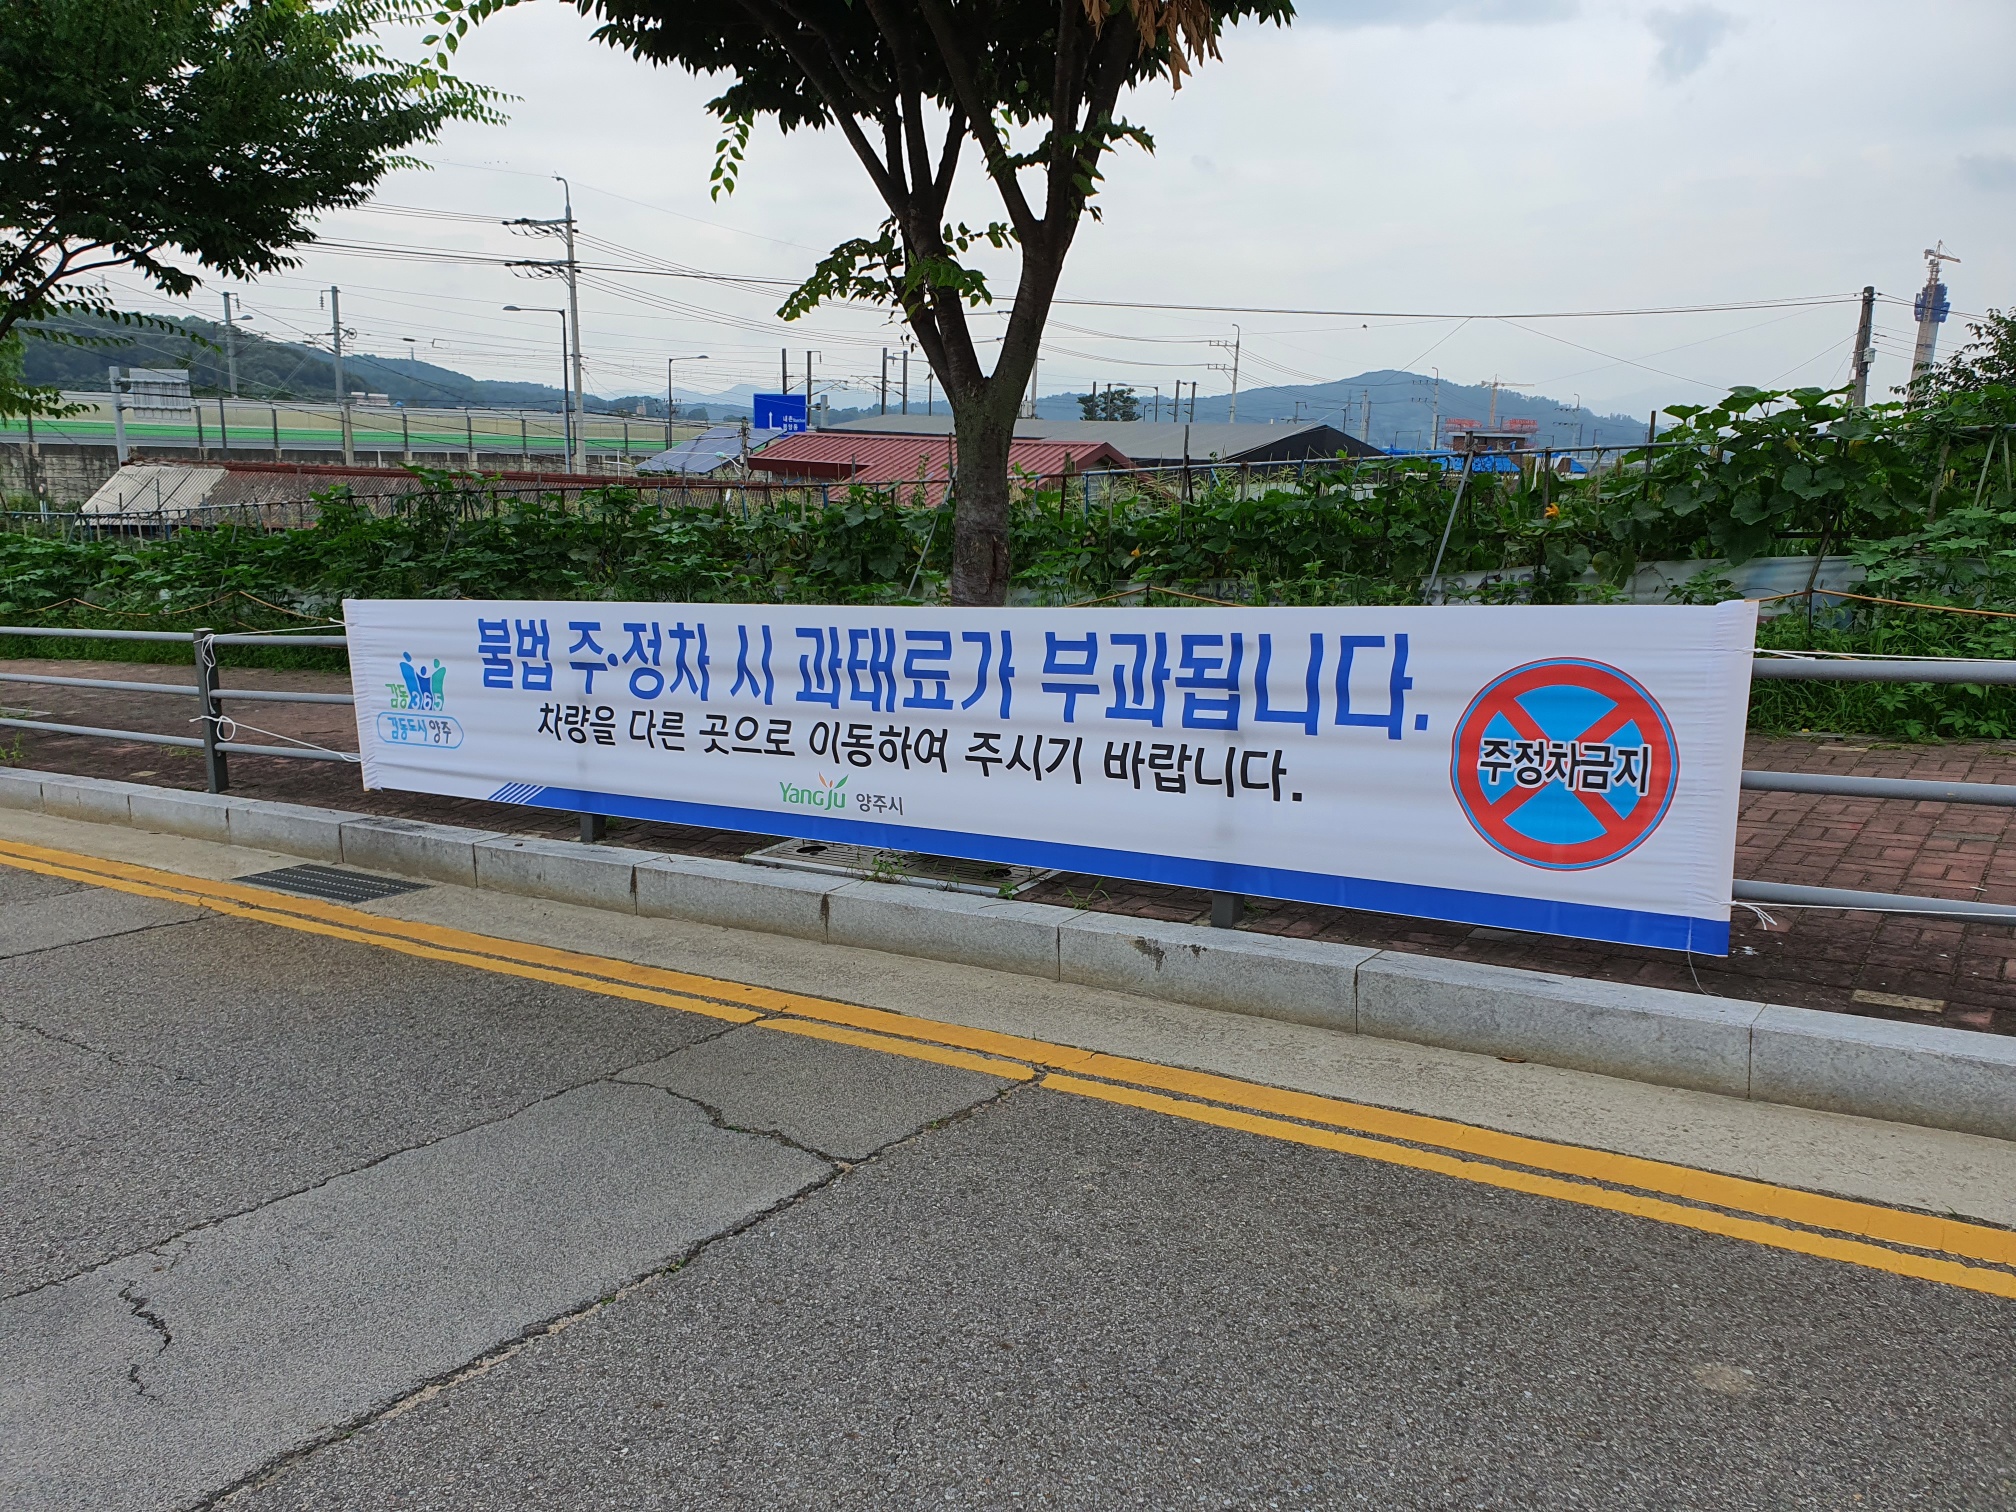 불법 주·정차 시 과태료가 부과됩니다.
차량을 다른 곳으로 이동하여 주시기 바랍니다.
감동365
감동도시 양주
Yangju 양주시
주정차금지